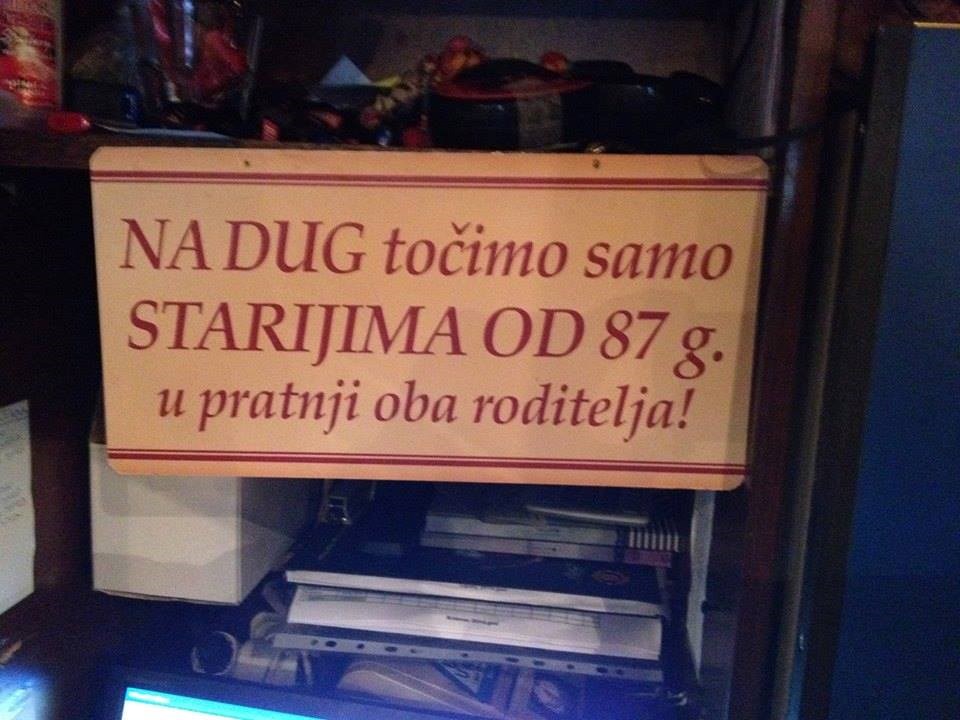 NA DUG točimo samo
STARIJIMA OD 87 g.
u pratnji oba roditelja!